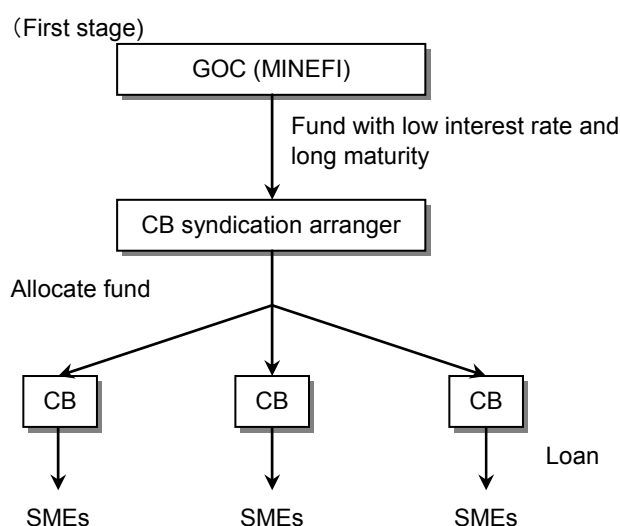 （First stage)
GOC (MINEFI)
Fund with low interest rate and
long maturity
CB syndication arranger
Allocate fund
CB CB CB
Loan
SMEs SMEs SMEs